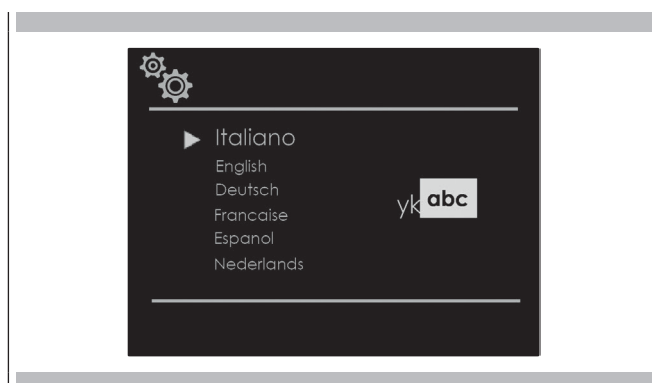 Italiano
English
Deutsch
Francaise
Espanol
Nederlands
yk abc